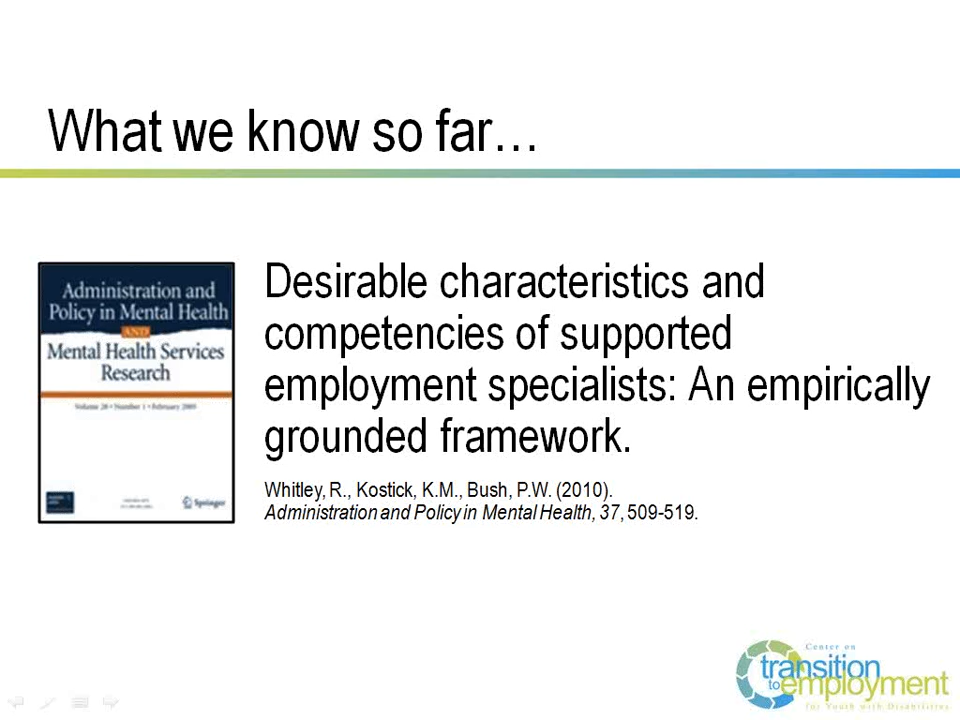 What we know so far…
Administration and
Policy in Mental Health
AND
Mental Health Services
Research
Desirable characteristics and
competencies of supported
employment specialists: An empirically
grounded framework.
Whitley, R., Kostick, K.M., Bush, P.W. (2010).
Administration and Policy in Mental Health, 37, 509-519.
Springer
Center on
transition
to employment
for Youth with Disabilities